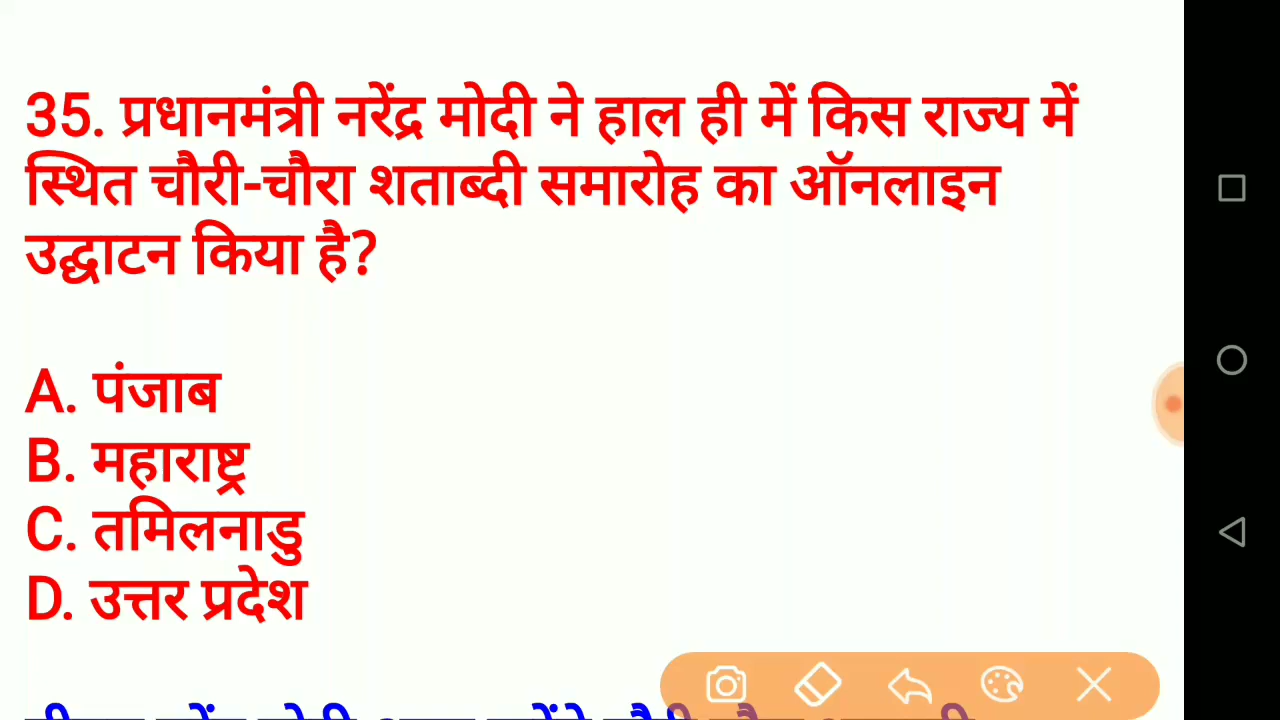 35. प्रधानमंत्री नरेंद्र मोदी ने हाल ही में किस राज्य में
स्थित चौरी-चौरा शताब्दी समारोह का ऑनलाइन
उद्घाटन किया है?
A. पंजाब
B. महाराष्ट्र
C. तमिलनाडु
D. उत्तर प्रदेश